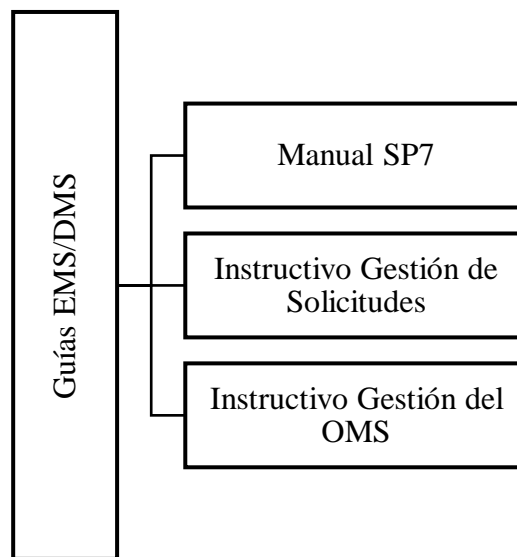 Guías EMS/DMS
Manual SP7
Instructivo Gestión de
Solicitudes
Instructivo Gestión del
OMS